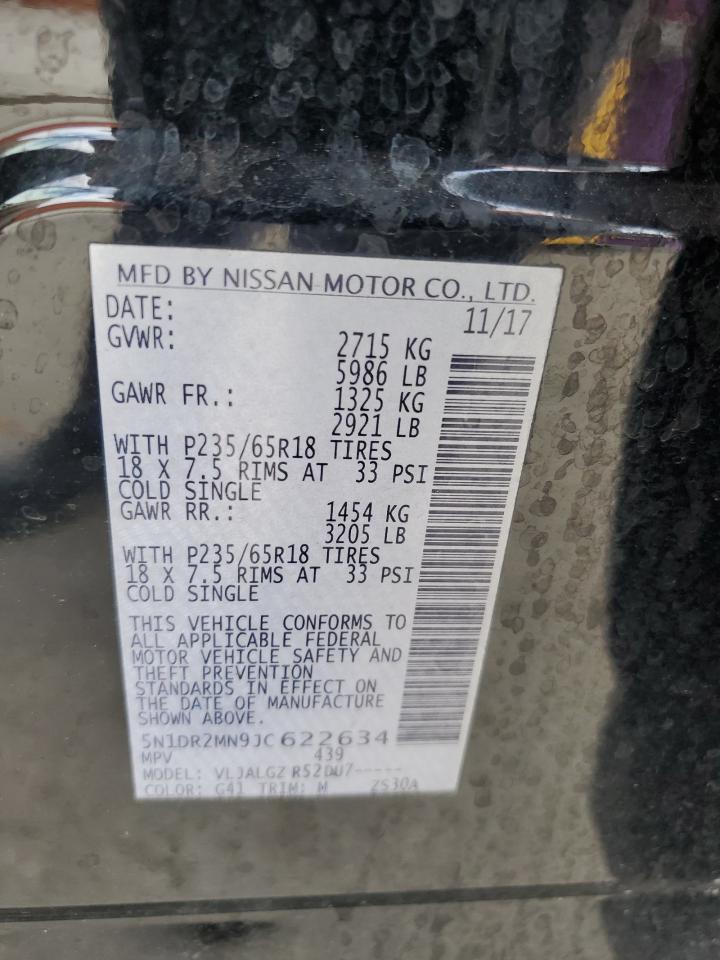 MFD BY NISSAN MOTOR CO., LTD.
DATE: 11/17
GVWR: 2715 KG
5986 LB
GAWR FR.: 1325 KG
2921 LB
WITH P235/65R18 TIRES
18 X 7.5 RIMS AT 33 PSI
COLD SINGLE
GAWR RR.: 1454 KG
3205 LB
WITH P235/65R18 TIRES
18 X 7.5 RIMS AT 33 PSI
COLD SINGLE
THIS VEHICLE CONFORMS TO
ALL APPLICABLE FEDERAL
MOTOR VEHICLE SAFETY AND
THEFT PREVENTION
STANDARDS IN EFFECT ON
THE DATE OF MANUFACTURE
SHOWN ABOVE.
5N1DR2MN9JC622634
MPV 439
MODEL: VLJALGZ R52DU7-----
COLOR: G41 TRIM: W ZS30A